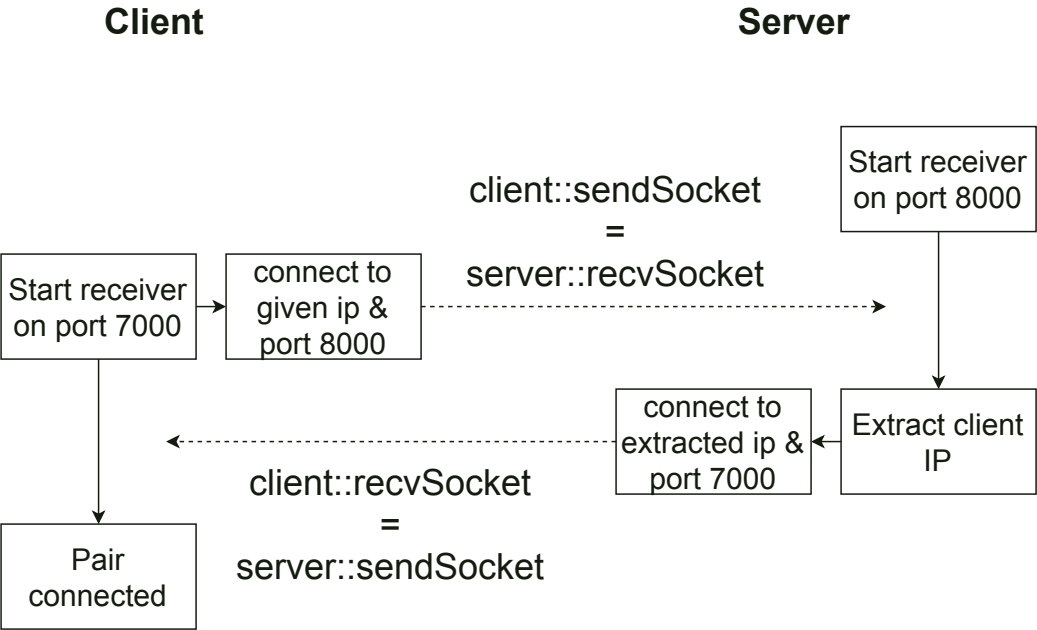 Client
Server
Start receiver
on port 8000
client::sendSocket
=
server::recvSocket
Start receiver
on port 7000
connect to
given ip &
port 8000
connect to
extracted ip &
port 7000
Extract client
IP
client::recvSocket
=
server::sendSocket
Pair
connected